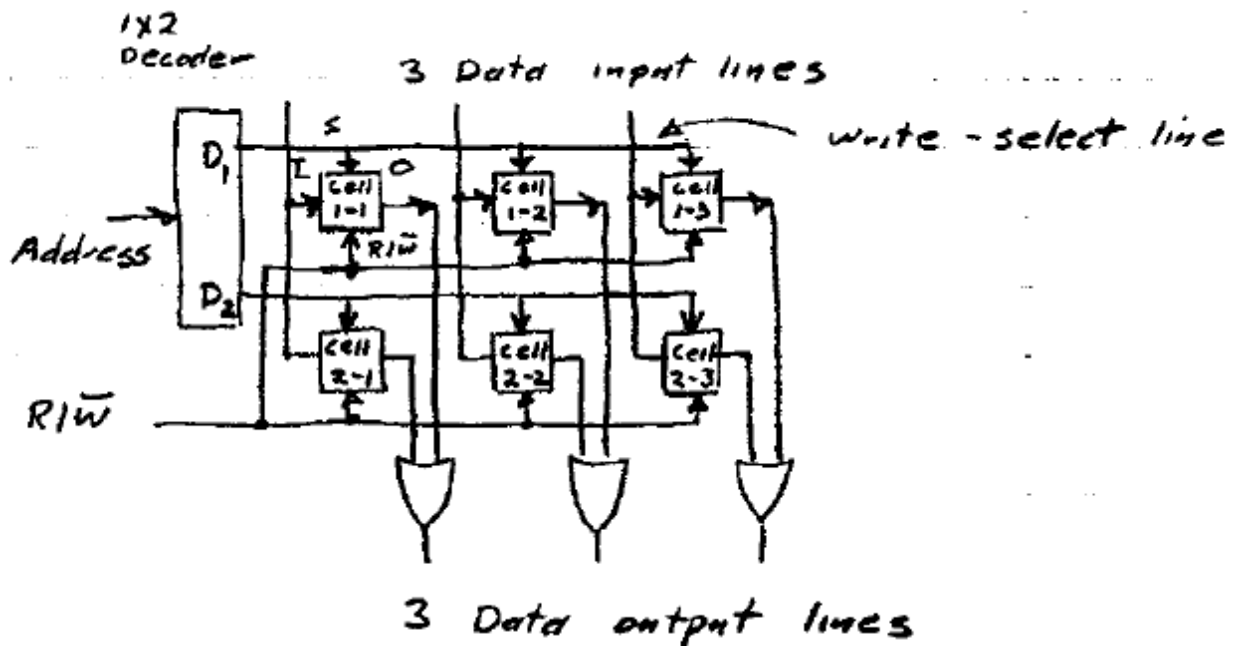 1x2
Decoder
3 Data input lines
write-select line
S
D1
I
O
cell
1-1
cell
1-2
cell
1-3
Address
R/W̅
D2
cell
2-1
cell
2-2
cell
2-3
R/W̅
3 Data output lines